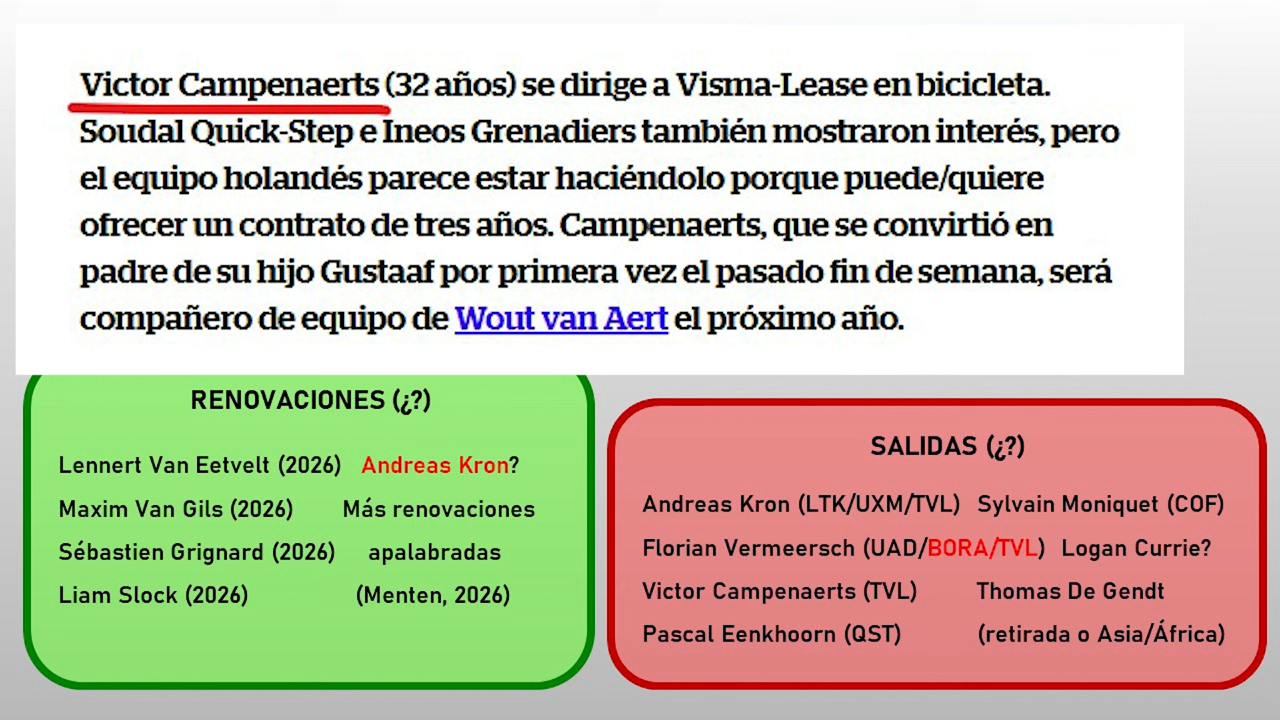 Victor Campenaerts (32 años) se dirige a Visma-Lease en bicicleta.
Soudal Quick-Step e Ineos Grenadiers también mostraron interés, pero
el equipo holandés parece estar haciéndolo porque puede/quiere
ofrecer un contrato de tres años. Campenaerts, que se convirtió en
padre de su hijo Gustaaf por primera vez el pasado fin de semana, será
compañero de equipo de Wout van Aert el próximo año.
RENOVACIONES (¿?)
Lennert Van Eetvelt (2026) Andreas Kron?
Maxim Van Gils (2026) Más renovaciones
Sébastien Grignard (2026) apalabradas
Liam Slock (2026) (Menten, 2026)
SALIDAS (¿?)
Andreas Kron (LTK/UXM/TVL) Sylvain Moniquet (COF)
Florian Vermeersch (UAD/BORA/TVL) Logan Currie?
Victor Campenaerts (TVL) Thomas De Gendt
Pascal Eenkhoorn (QST) (retirada o Asia/África)